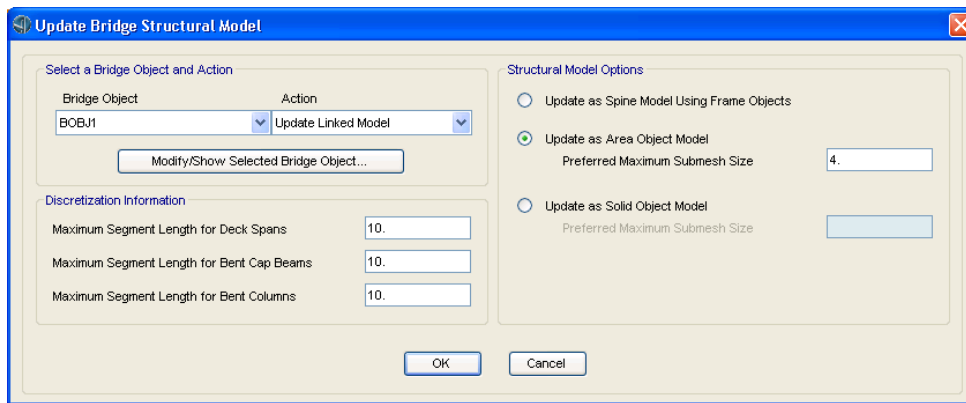 Update Bridge Structural Model
Select a Bridge Object and Action
Bridge Object Action
BOBJ1 Update Linked Model
Modify/Show Selected Bridge Object...
Discretization Information
Maximum Segment Length for Deck Spans 10.
Maximum Segment Length for Bent Cap Beams 10.
Maximum Segment Length for Bent Columns 10.
Structural Model Options
Update as Spine Model Using Frame Objects
Update as Area Object Model
Preferred Maximum Submesh Size 4.
Update as Solid Object Model
Preferred Maximum Submesh Size
OK Cancel